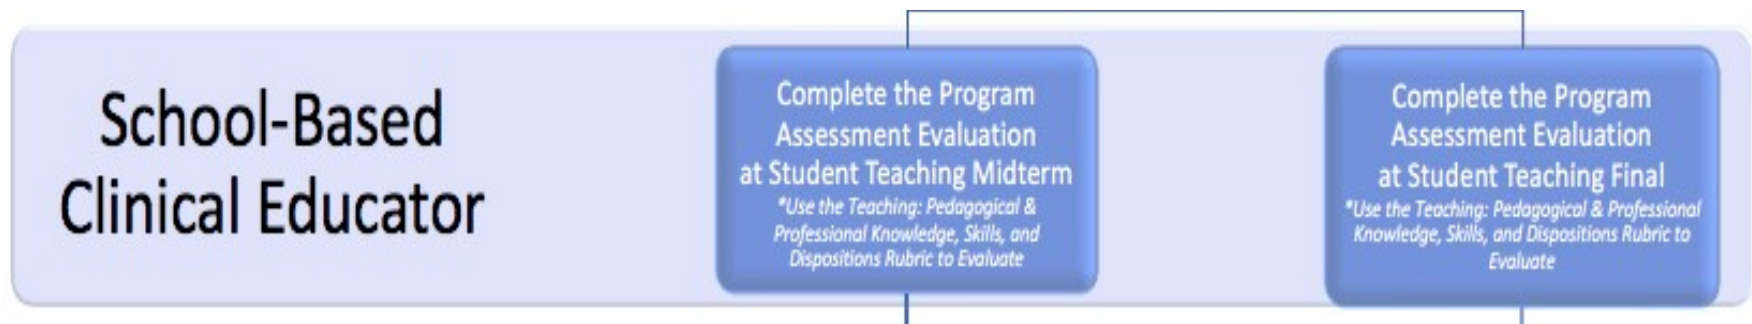 School-Based
Clinical Educator
Complete the Program
Assessment Evaluation
at Student Teaching Midterm
*Use the Teaching: Pedagogical &
Professional Knowledge, Skills, and
Dispositions Rubric to Evaluate
Complete the Program
Assessment Evaluation
at Student Teaching Final
*Use the Teaching: Pedagogical & Professional
Knowledge, Skills, and Dispositions Rubric to
Evaluate